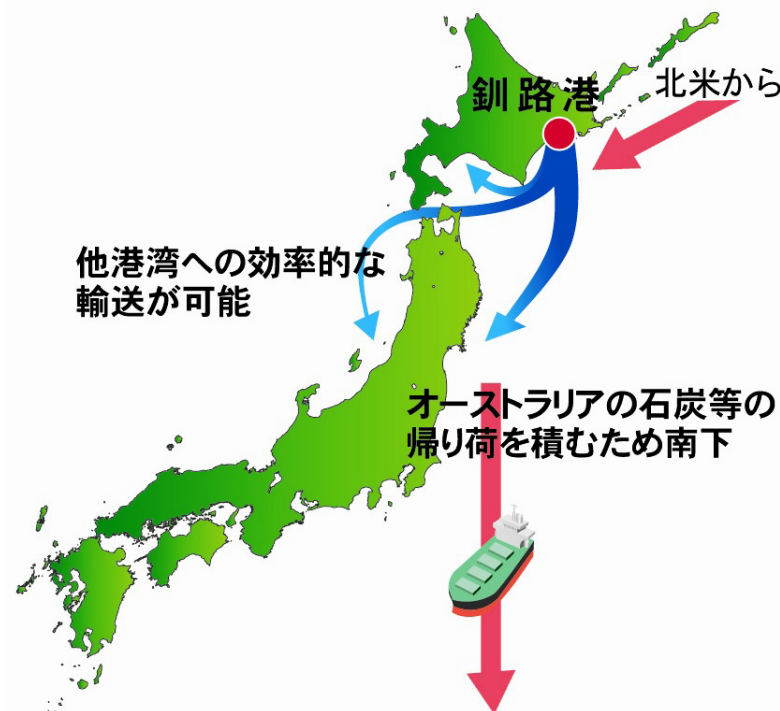 釧路港
北米から
他港湾への効率的な
輸送が可能
オーストラリアの石炭等の
帰り荷を積むため南下